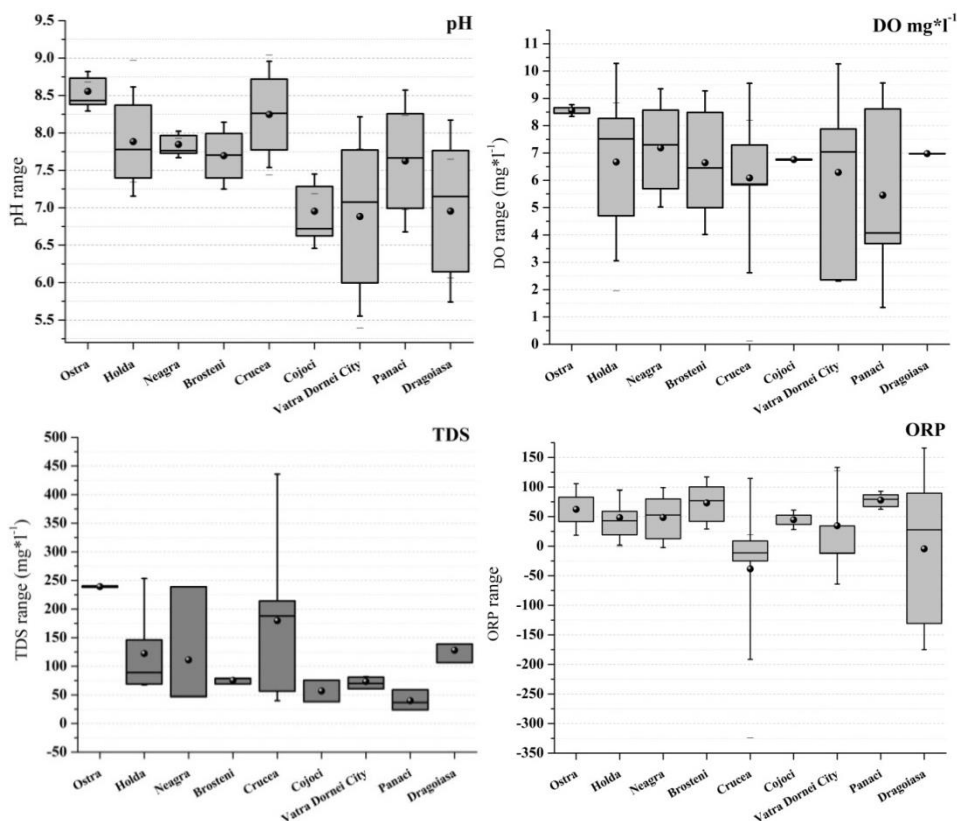 pH
pH range
9.5
9.0
8.5
8.0
7.5
7.0
6.5
6.0
5.5
Ostra
Holda
Neagra
Brosteni
Crucea
Cojoci
Vatra Dornei City
Panaci
Dragoiasa
DO mg*l⁻¹
DO range (mg*l⁻¹)
11
10
9
8
7
6
5
4
3
2
1
0
Ostra
Holda
Neagra
Brosteni
Crucea
Cojoci
Vatra Dornei City
Panaci
Dragoiasa
TDS
TDS range (mg*l⁻¹)
500
450
400
350
300
250
200
150
100
50
0
-50
Ostra
Holda
Neagra
Brosteni
Crucea
Cojoci
Vatra Dornei City
Panaci
Dragoiasa
ORP
ORP range
150
100
50
0
-50
-100
-150
-200
-250
-300
-350
Ostra
Holda
Neagra
Brosteni
Crucea
Cojoci
Vatra Dornei City
Panaci
Dragoiasa